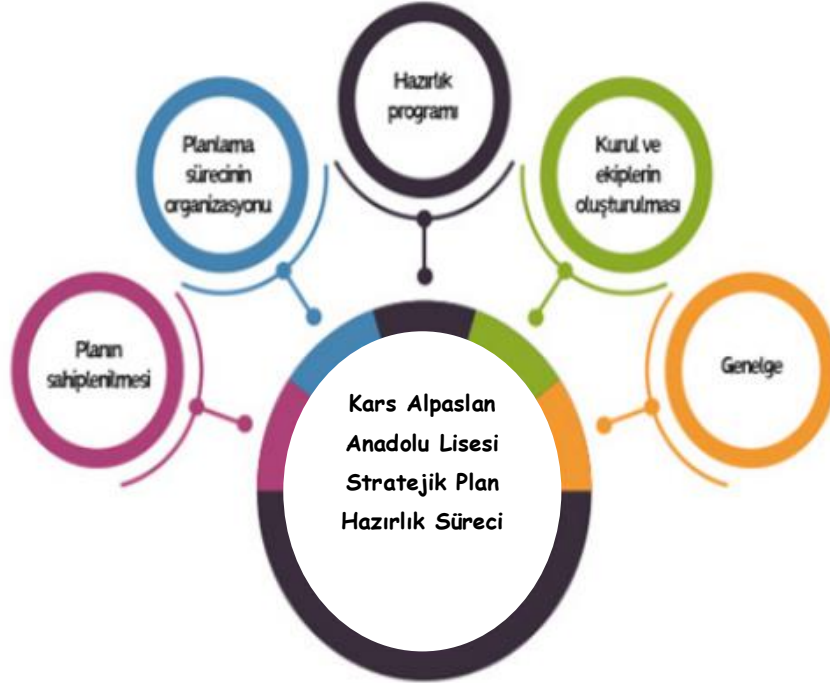 Hazırlık
programı
Planlama
sürecinin
organizasyonu
Kurul ve
ekiplerin
oluşturulması
Planın
sahiplenilmesi
Genelge
Kars Alpaslan
Anadolu Lisesi
Stratejik Plan
Hazırlık Süreci